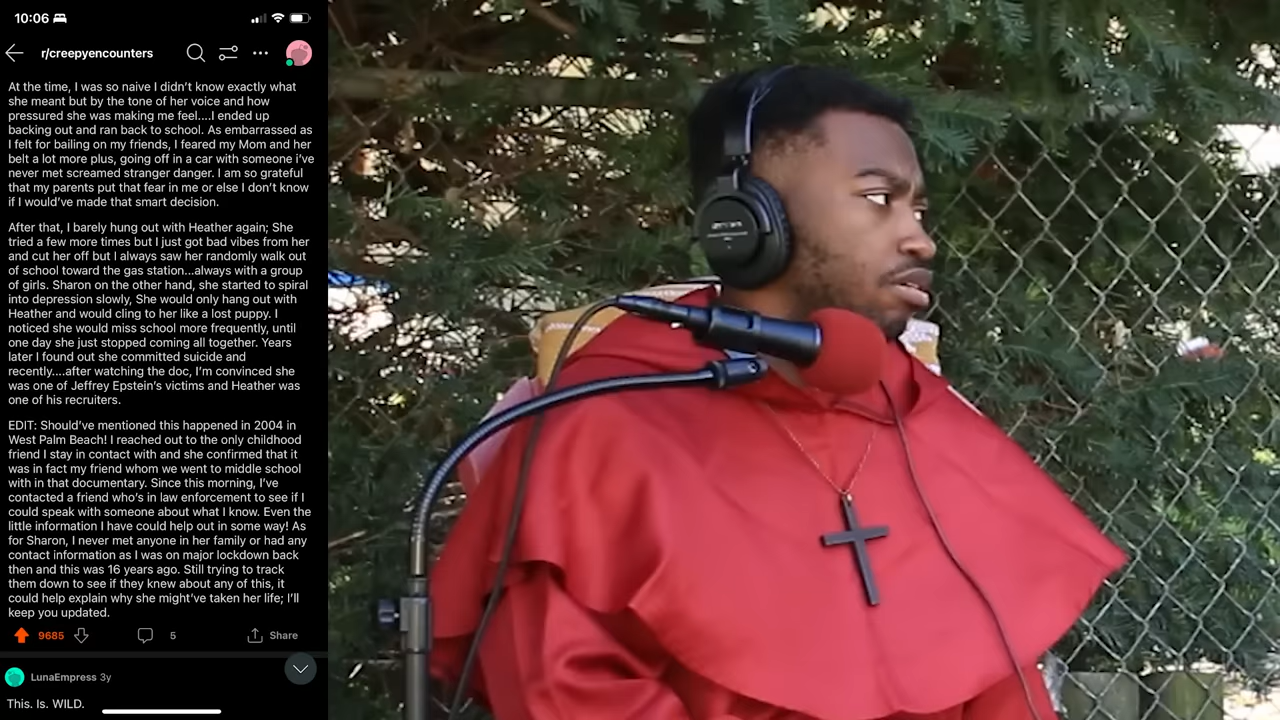 10:06
r/creepyencounters
At the time, I was so naive I didn't know exactly what
she meant but by the tone of her voice and how
pressured she was making me feel....I ended up
backing out and ran back to school. As embarrassed as
I felt for bailing on my friends, I feared my Mom and her
belt a lot more plus, going off in a car with someone i've
never met screamed stranger danger. I am so grateful
that my parents put that fear in me or else I don't know
if I would've made that smart decision.
After that, I barely hung out with Heather again; She
tried a few more times but I just got bad vibes from her
and cut her off but I always saw her randomly walk out
of school toward the gas station...always with a group
of girls. Sharon on the other hand, she started to spiral
into depression slowly, She would only hang out with
Heather and would cling to her like a lost puppy. I
noticed she would miss school more frequently, until
one day she just stopped coming all together. Years
later I found out she committed suicide and
recently....after watching the doc, I'm convinced she
was one of Jeffrey Epstein's victims and Heather was
one of his recruiters.
EDIT: Should've mentioned this happened in 2004 in
West Palm Beach! I reached out to the only childhood
friend I stay in contact with and she confirmed that it
was in fact my friend whom we went to middle school
with in that documentary. Since this morning, I've
contacted a friend who's in law enforcement to see if I
could speak with someone about what I know. Even the
little information I have could help out in some way! As
for Sharon, I never met anyone in her family or had any
contact information as I was on major lockdown back
then and this was 16 years ago. Still trying to track
them down to see if they knew about any of this, it
could help explain why she might've taken her life; I'll
keep you updated.
9685 5 Share
LunaEmpress 3y
This. Is. WILD.